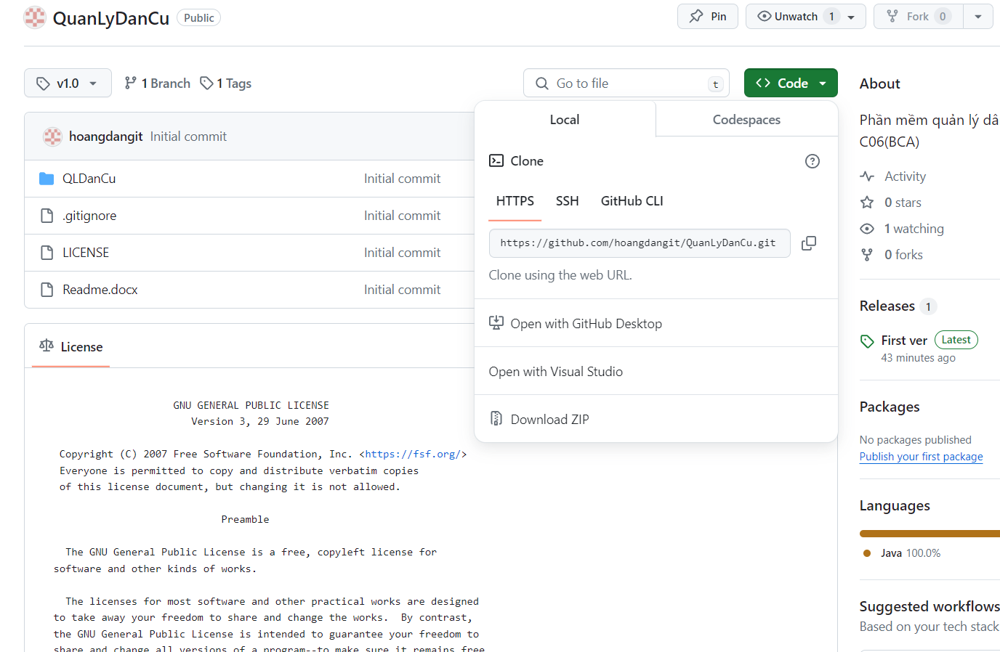 QuanLyDanCu Public
Pin
Unwatch 1
Fork 0
v1.0
1 Branch
1 Tags
Go to file t
Code
hoangdangit Initial commit
QLDanCu Initial commit
.gitignore Initial commit
LICENSE Initial commit
Readme.docx Initial commit
License
GNU GENERAL PUBLIC LICENSE
Version 3, 29 June 2007
Copyright (C) 2007 Free Software Foundation, Inc. <https://fsf.org/>
Everyone is permitted to copy and distribute verbatim copies
of this license document, but changing it is not allowed.
Preamble
The GNU General Public License is a free, copyleft license for
software and other kinds of works.
The licenses for most software and other practical works are designed
to take away your freedom to share and change the works.  By contrast,
the GNU General Public License is intended to guarantee your freedom to
share and change all versions of a program--to make sure it remains free
Local
Codespaces
Clone
HTTPS SSH GitHub CLI
https://github.com/hoangdangit/QuanLyDanCu.git
Clone using the web URL.
Open with GitHub Desktop
Open with Visual Studio
Download ZIP
About
Phần mềm quản lý dâ
C06(BCA)
Activity
0 stars
1 watching
0 forks
Releases 1
First ver Latest
43 minutes ago
Packages
No packages published
Publish your first package
Languages
Java 100.0%
Suggested workflows
Based on your tech stack